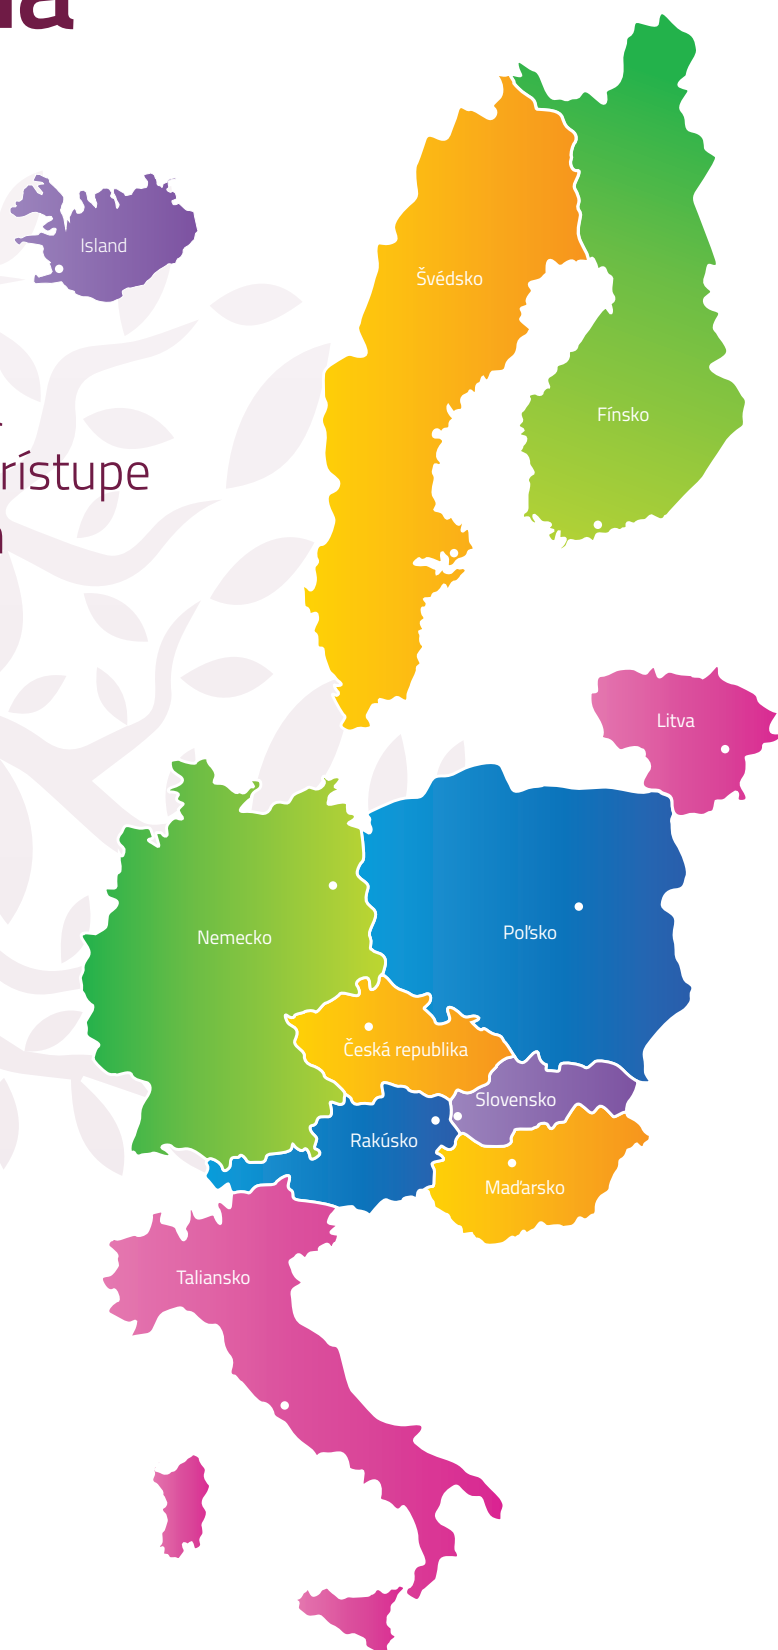 Island
Švédsko
Fínsko
rístupe
Litva
Nemecko
Poľsko
Česká republika
Slovensko
Rakúsko
Maďarsko
Taliansko